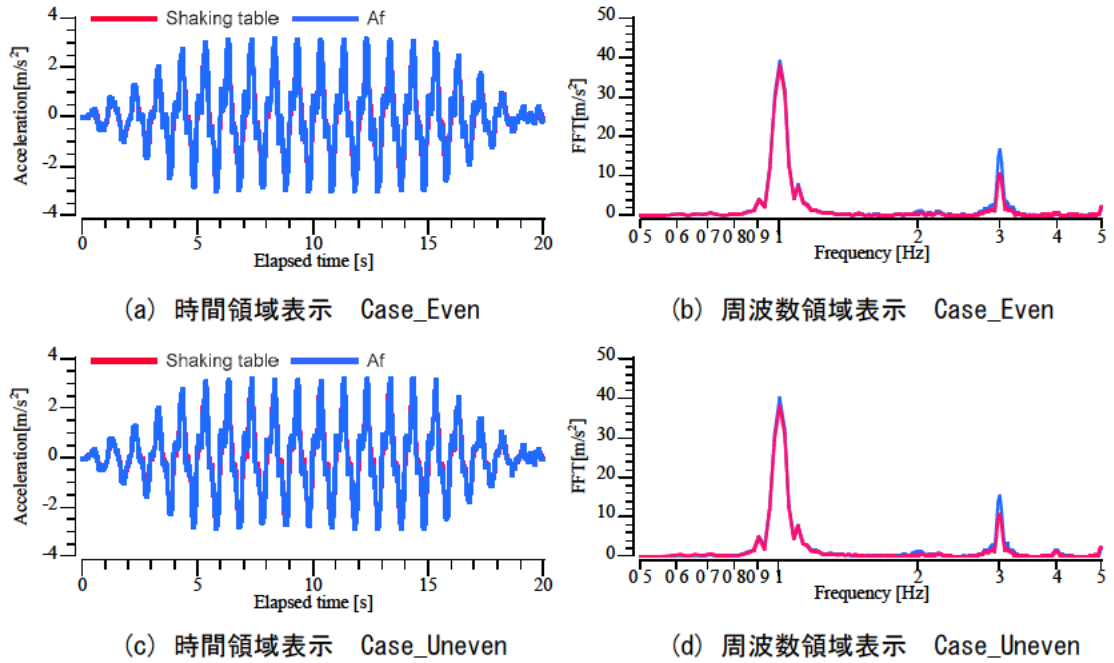 Shaking table Af
Acceleration[m/s²]
4
2
0
-2
-4
0 5 10 15 20
Elapsed time [s]
(a) 時間領域表示 Case_Even
FFT[m/s²]
50
40
30
20
10
0
0 5 0 6 0 7 0 80 9 1 2 3 4 5
Frequency [Hz]
(b) 周波数領域表示 Case_Even
Shaking table Af
Acceleration[m/s²]
4
2
0
-2
-4
0 5 10 15 20
Elapsed time [s]
(c) 時間領域表示 Case_Uneven
FFT[m/s²]
50
40
30
20
10
0
0 5 0 6 0 7 0 80 9 1 2 3 4 5
Frequency [Hz]
(d) 周波数領域表示 Case_Uneven